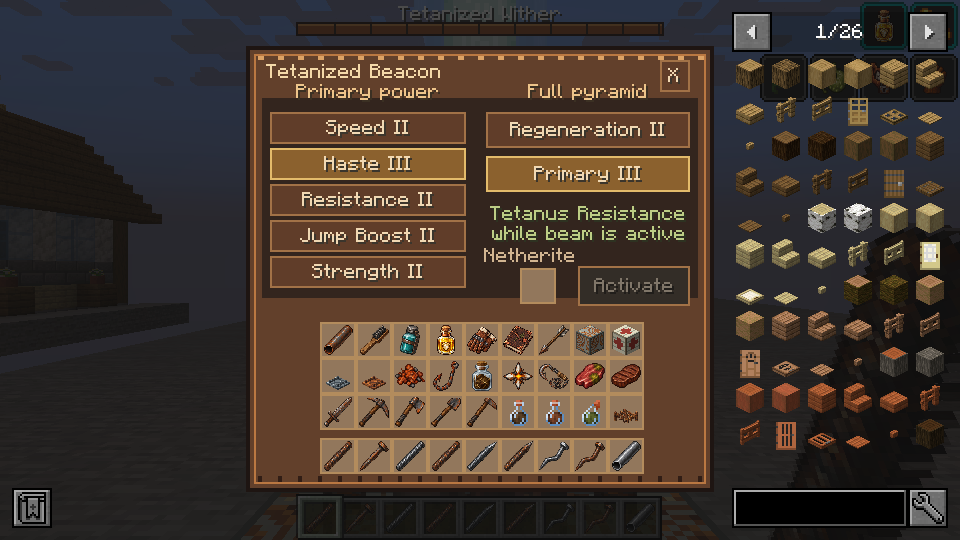 Tetanized Wither
1/26
Tetanized Beacon
X
Primary power
Full pyramid
Speed II
Regeneration II
Haste III
Primary III
Resistance II
Tetanus Resistance
while beam is active
Jump Boost II
Netherite
Strength II
Activate